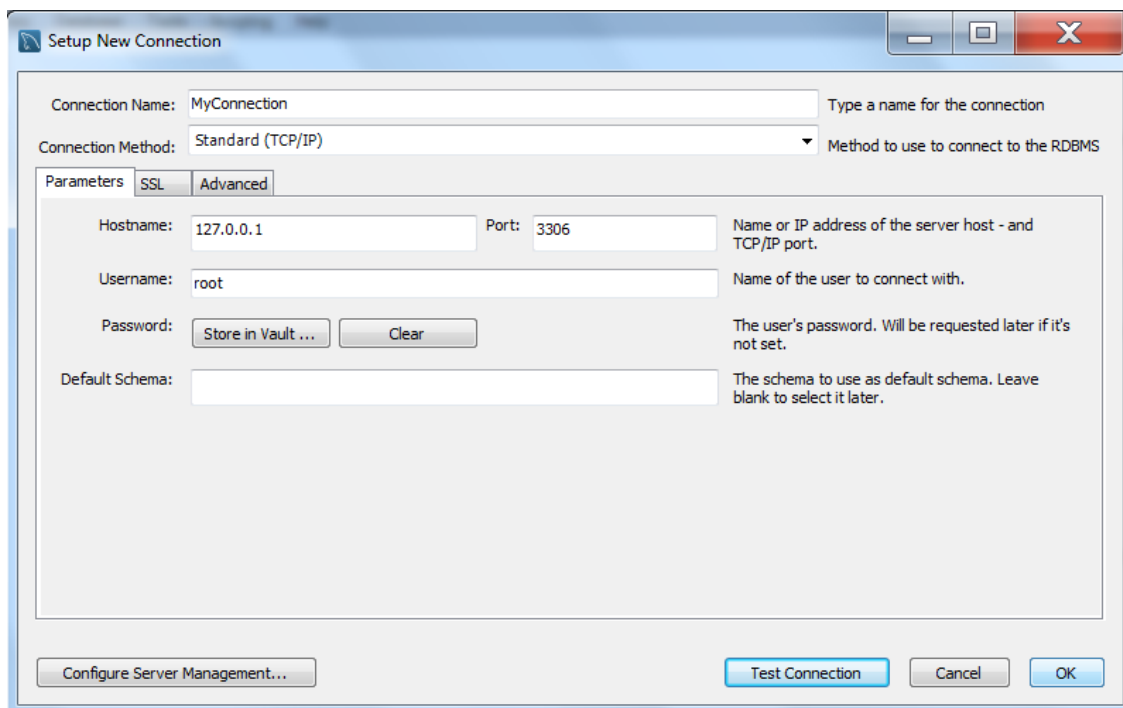 Setup New Connection
Connection Name: MyConnection Type a name for the connection
Connection Method: Standard (TCP/IP) Method to use to connect to the RDBMS
Parameters SSL Advanced
Hostname: 127.0.0.1 Port: 3306 Name or IP address of the server host - and
TCP/IP port.
Username: root Name of the user to connect with.
Password: Store in Vault ... Clear The user's password. Will be requested later if it's
not set.
Default Schema: The schema to use as default schema. Leave
blank to select it later.
Configure Server Management... Test Connection Cancel OK